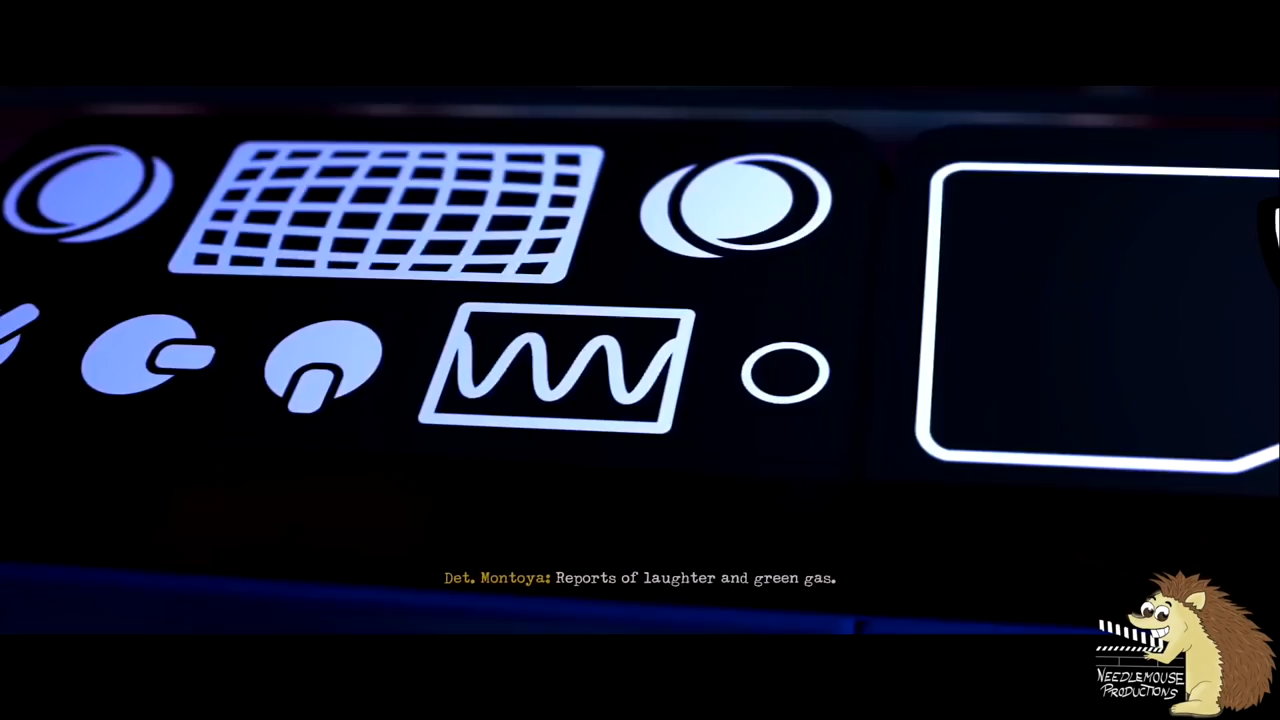 Det. Montoya: Reports of laughter and green gas.
NEEDLEMOUSE
PRODUCTIONS